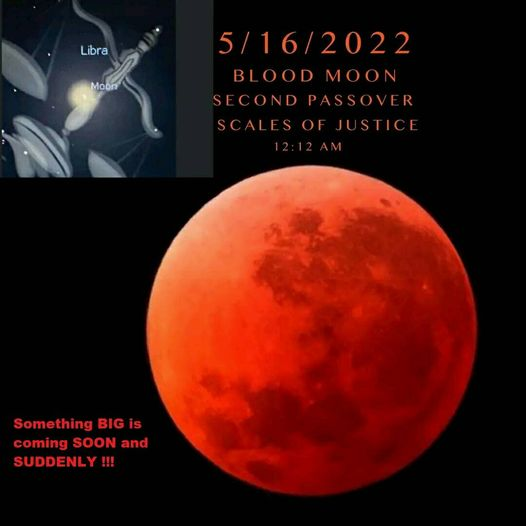 Libra
Moon
5/16/2022
BLOOD MOON
SECOND PASSOVER
SCALES OF JUSTICE
12:12 AM
Something BIG is
coming SOON and
SUDDENLY !!!